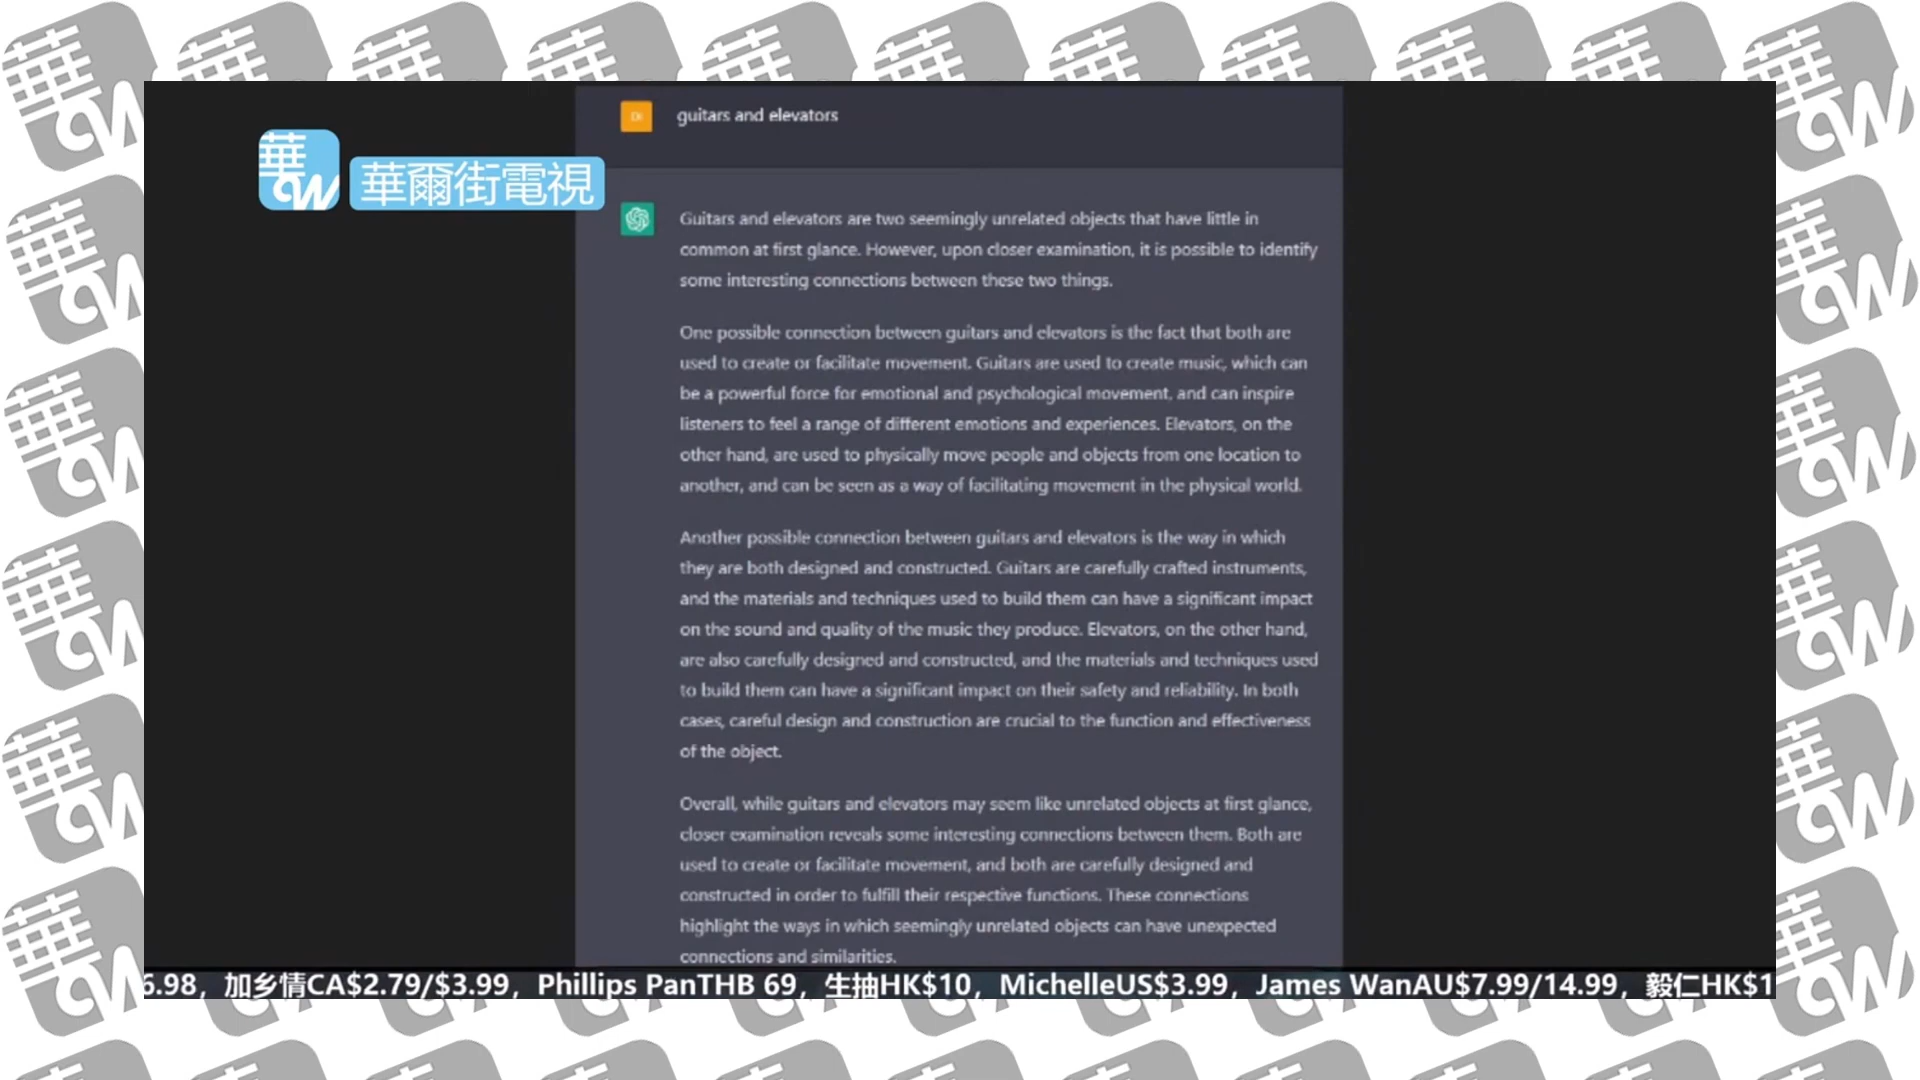 guitars and elevators
華
W
華爾街電視
Guitars and elevators are two seemingly unrelated objects that have little in
common at first glance. However, upon closer examination, it is possible to identify
some interesting connections between these two things.
One possible connection between guitars and elevators is the fact that both are
used to create or facilitate movement. Guitars are used to create music, which can
be a powerful force for emotional and psychological movement, and can inspire
listeners to feel a range of different emotions and experiences. Elevators, on the
other hand, are used to physically move people and objects from one location to
another, and can be seen as a way of facilitating movement in the physical world.
Another possible connection between guitars and elevators is the way in which
they are both designed and constructed. Guitars are carefully crafted instruments,
and the materials and techniques used to build them can have a significant impact
on the sound and quality of the music they produce. Elevators, on the other hand,
are also carefully designed and constructed, and the materials and techniques used
to build them can have a significant impact on their safety and reliability. In both
cases, careful design and construction are crucial to the function and effectiveness
of the object.
Overall, while guitars and elevators may seem like unrelated objects at first glance,
closer examination reveals some interesting connections between them. Both are
used to create or facilitate movement, and both are carefully designed and
constructed in order to fulfill their respective functions. These connections
highlight the ways in which seemingly unrelated objects can have unexpected
connections and similarities.
6.98, 加乡情CA$2.79/$3.99, Phillips PanTHB 69, 生抽HK$10, MichelleUS$3.99, James WanAU$7.99/14.99, 毅仁HK$1